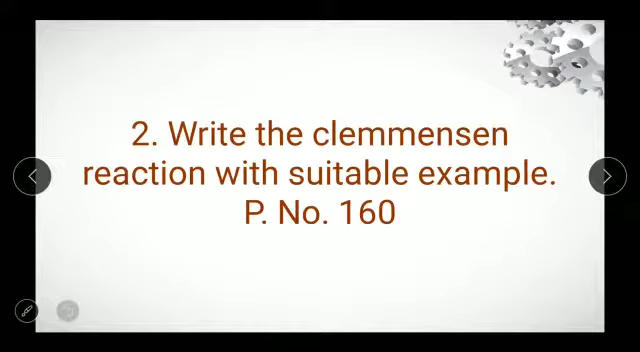 2. Write the clemmensen
reaction with suitable example.
P. No. 160